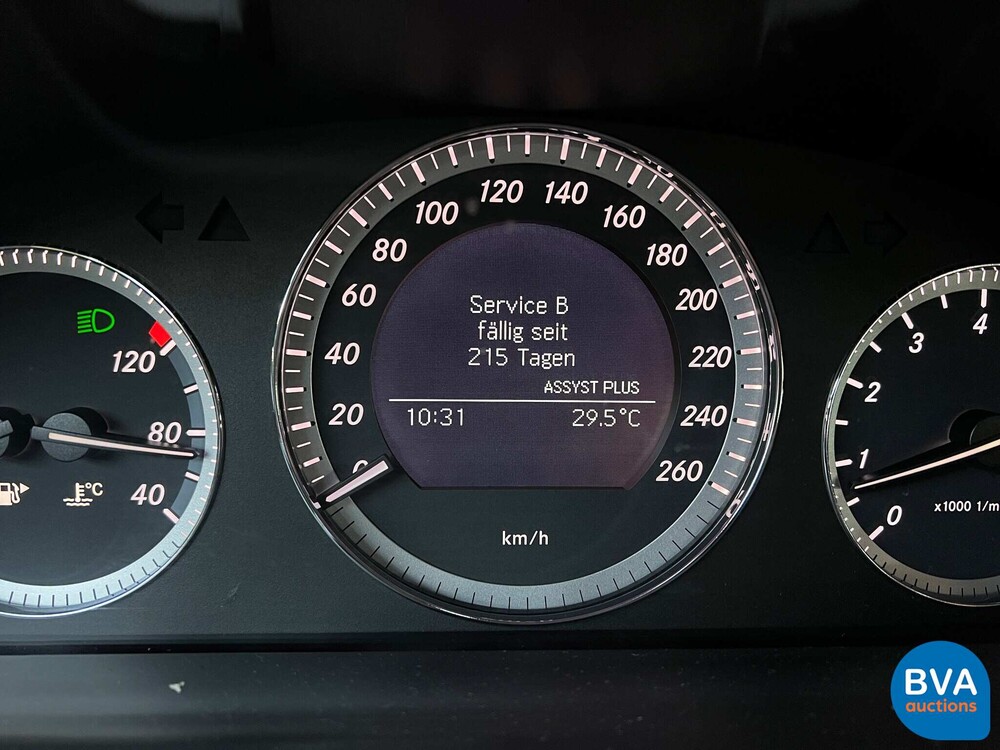 Service B
fällig seit
215 Tagen
ASSYST PLUS
10:31 29.5°C
0 20 40 60 80 100 120 140 160 180 200 220 240 260
km/h
120
80
40
°C
4
3
2
1
0
x1000 1/m
BVA
auctions